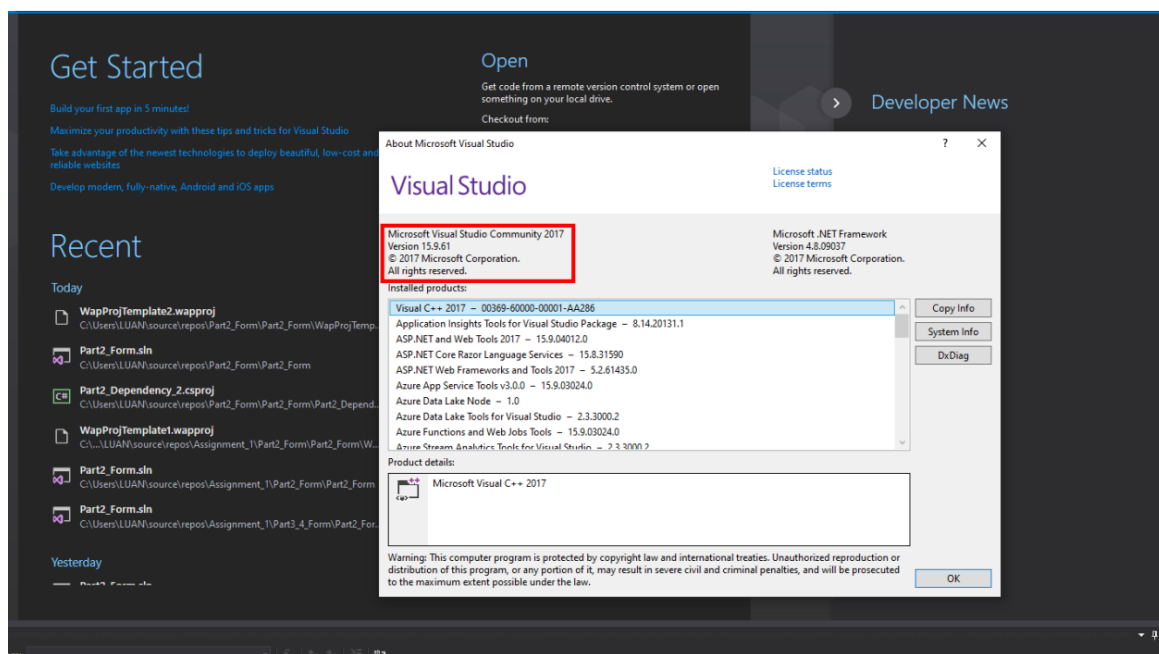 Get Started
Build your first app in 5 minutes!
Maximize your productivity with these tips and tricks for Visual Studio
Take advantage of the newest technologies to deploy beautiful, low-cost and
reliable websites
Develop modern, fully-native, Android and iOS apps
Recent
Today
WapProjTemplate2.wapproj
C:\Users\LUAN\source\repos\Part2_Form\Part2_Form\WapProjTemp...
Part2_Form.sln
C:\Users\LUAN\source\repos\Part2_Form\Part2_Form
Part2_Dependency_2.csproj
C:\Users\LUAN\source\repos\Part2_Form\Part2_Form\Part2_Depend...
WapProjTemplate1.wapproj
C:\...\LUAN\source\repos\Assignment_1\Part2_Form\Part2_Form\W...
Part2_Form.sln
C:\Users\LUAN\source\repos\Assignment_1\Part2_Form\Part2_Form
Part2_Form.sln
C:\Users\LUAN\source\repos\Assignment_1\Part3_4_Form\Part2_For...
Yesterday
Part2_Form.sln
Open
Get code from a remote version control system or open
something on your local drive.
Checkout from:
Developer News
About Microsoft Visual Studio
? ×
Visual Studio
License status
License terms
Microsoft Visual Studio Community 2017
Version 15.9.61
© 2017 Microsoft Corporation.
All rights reserved.
Microsoft .NET Framework
Version 4.8.09037
© 2017 Microsoft Corporation.
All rights reserved.
Installed products:
Visual C++ 2017 – 00369-60000-00001-AA286
Application Insights Tools for Visual Studio Package – 8.14.20131.1
ASP.NET and Web Tools 2017 – 15.9.04012.0
ASP.NET Core Razor Language Services – 15.8.31590
ASP.NET Web Frameworks and Tools 2017 – 5.2.61435.0
Azure App Service Tools v3.0.0 – 15.9.03024.0
Azure Data Lake Node – 1.0
Azure Data Lake Tools for Visual Studio – 2.3.3000.2
Azure Functions and Web Jobs Tools – 15.9.03024.0
Azure Stream Analytics Tools for Visual Studio – 2.3.3000.2
Copy Info
System Info
DxDiag
Product details:
Microsoft Visual C++ 2017
Warning: This computer program is protected by copyright law and international treaties. Unauthorized reproduction or
distribution of this program, or any portion of it, may result in severe civil and criminal penalties, and will be prosecuted
to the maximum extent possible under the law.
OK